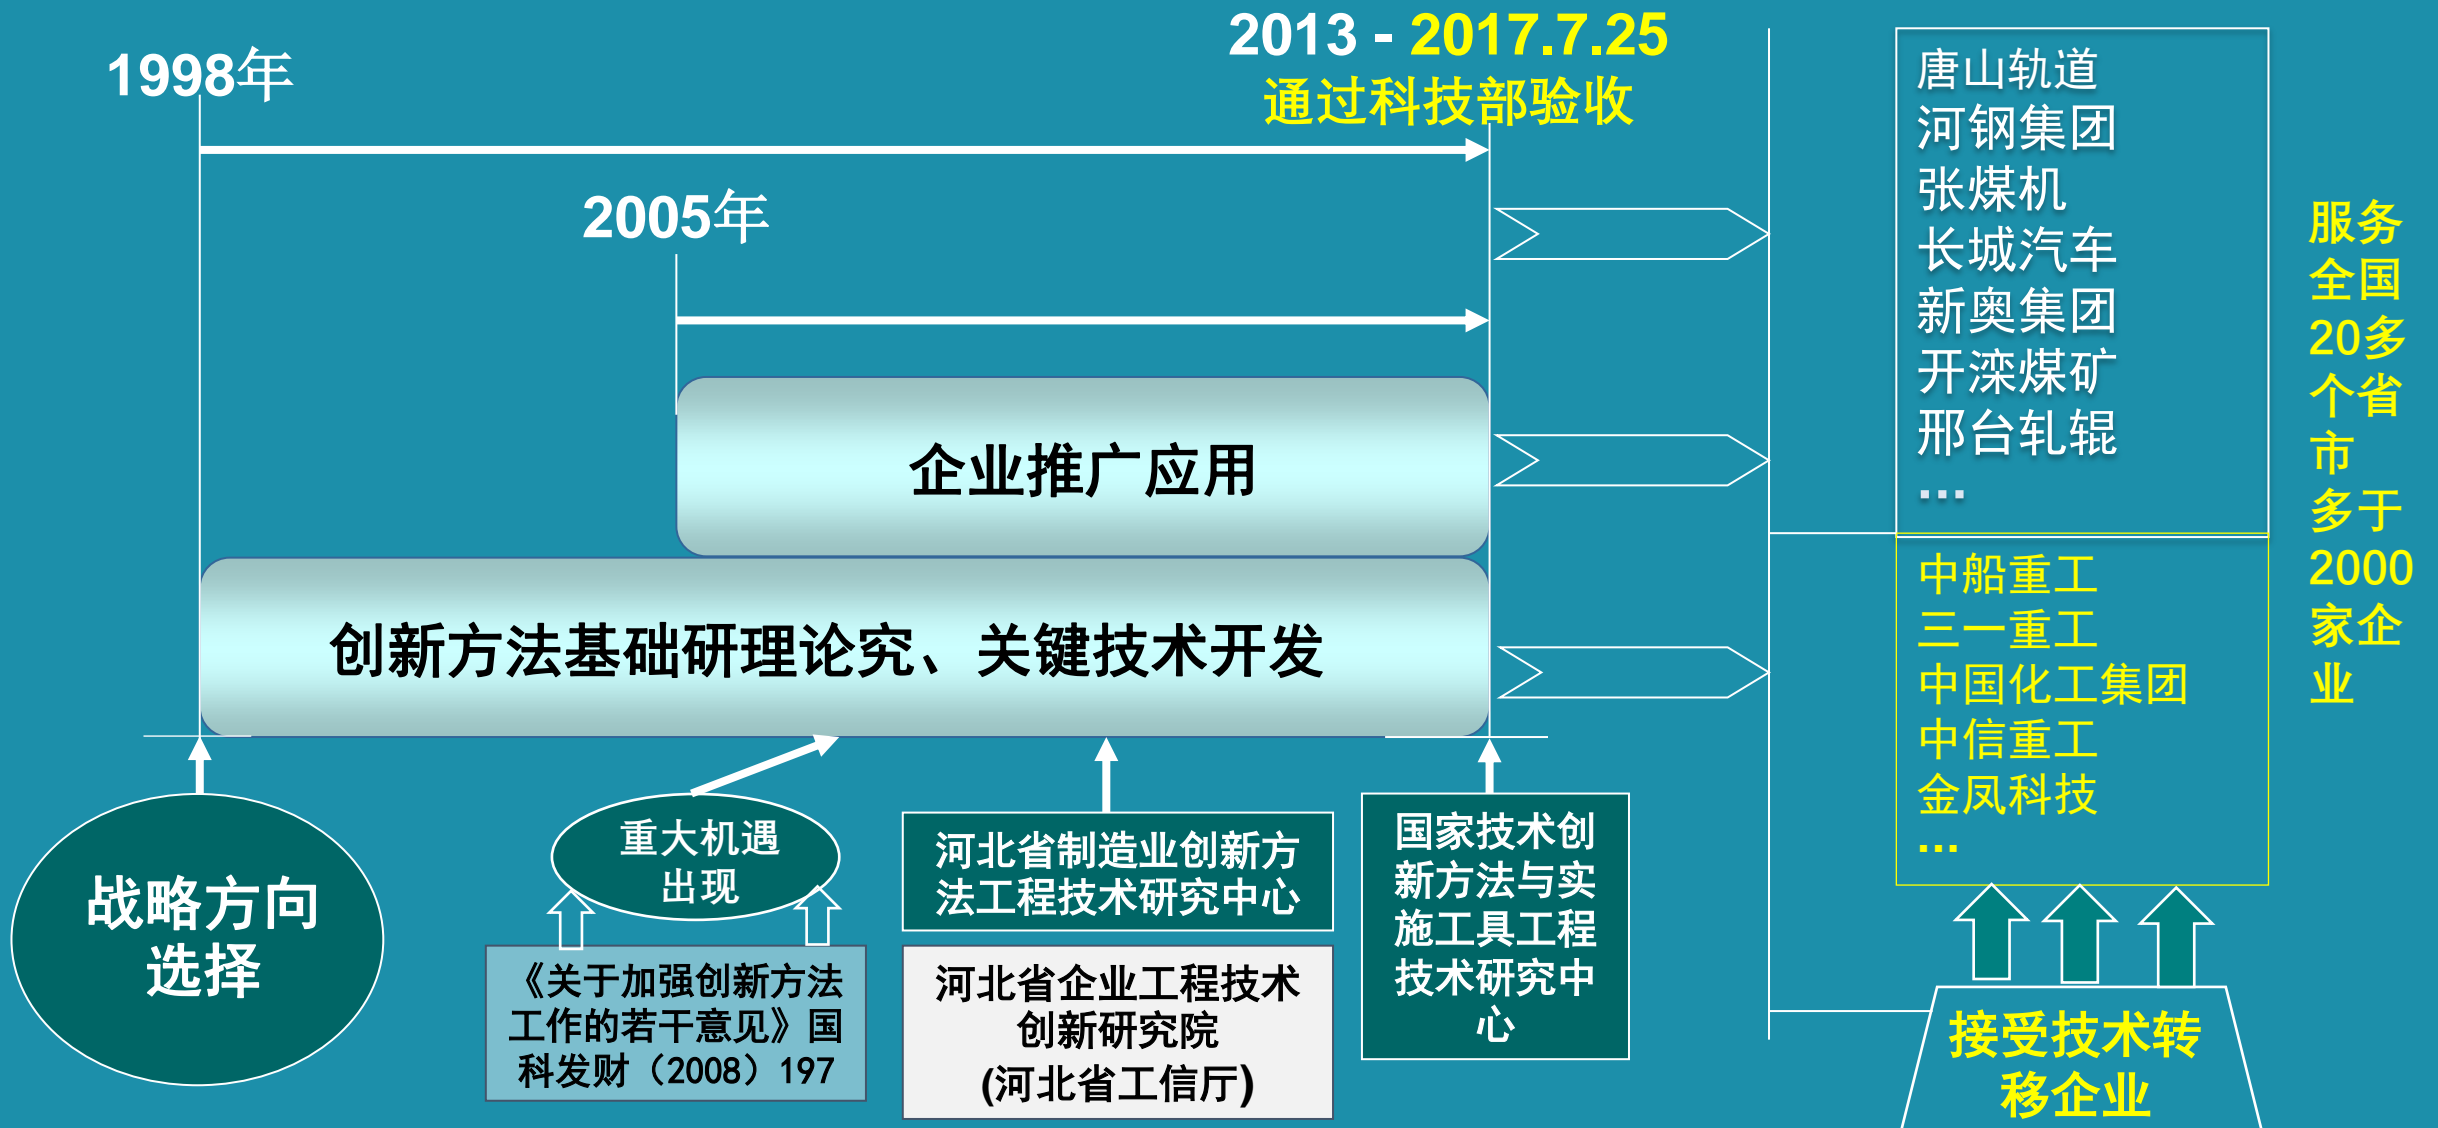 1998年
2013 - 2017.7.25
通过科技部验收
2005年
企业推广应用
创新方法基础研理论究、关键技术开发
战略方向
选择
重大机遇
出现
《关于加强创新方法
工作的若干意见》国
科发财（2008）197
河北省制造业创新方
法工程技术研究中心
河北省企业工程技术
创新研究院
(河北省工信厅)
国家技术创
新方法与实
施工具工程
技术研究中
心
唐山轨道
河钢集团
张煤机
长城汽车
新奥集团
开滦煤矿
邢台轧辊
…
中船重工
三一重工
中国化工集团
中信重工
金凤科技
…
接受技术转
移企业
服务
全国
20多
个省
市
多于
2000
家企
业